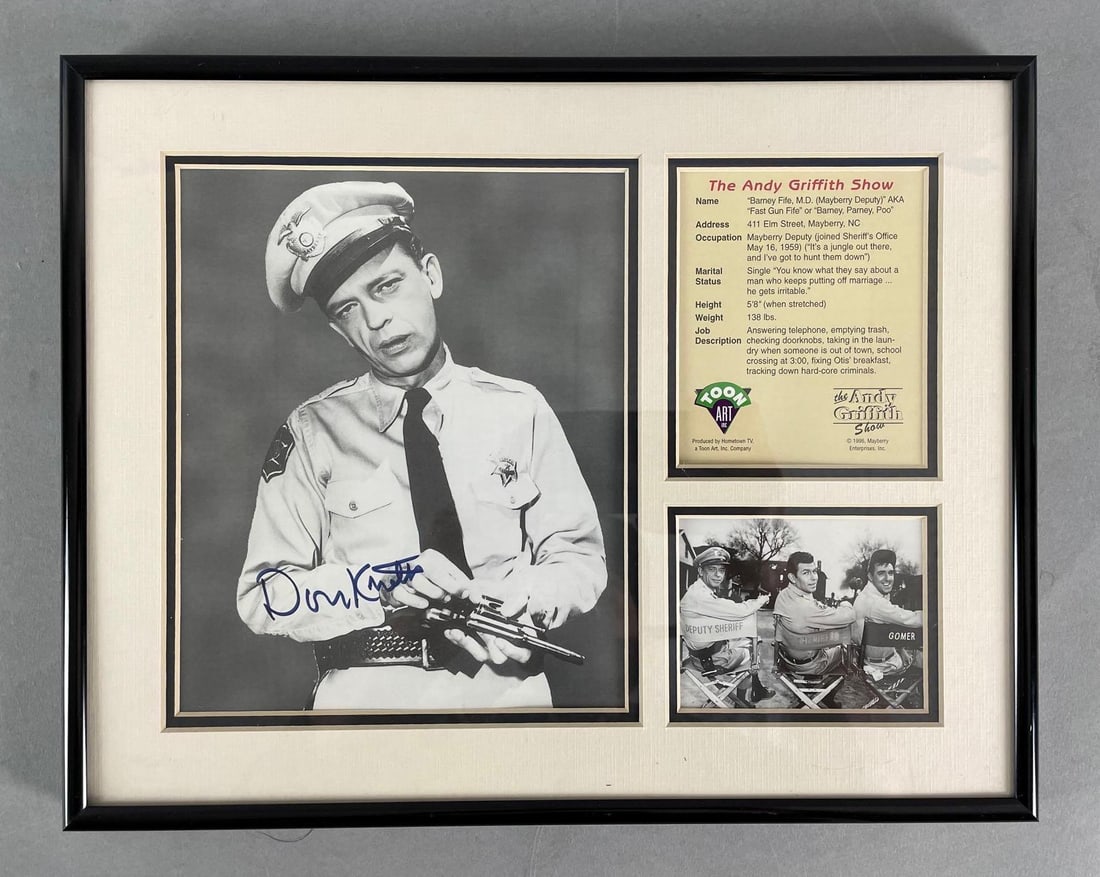 Don Knotts
The Andy Griffith Show
Name "Barney Fife, M.D. (Mayberry Deputy)" AKA
"Fast Gun Fife" or "Barney, Parney, Poo"
Address 411 Elm Street, Mayberry, NC
Occupation Mayberry Deputy (joined Sheriff's Office
May 16, 1959) ("It's a jungle out there,
and I've got to hunt them down")
Marital Single "You know what they say about a
Status man who keeps putting off marriage ...
he gets irritable."
Height 5'8" (when stretched)
Weight 138 lbs.
Job Answering telephone, emptying trash,
Description checking doorknobs, taking in the laun-
dry when someone is out of town, school
crossing at 3:00, fixing Otis' breakfast,
tracking down hard-core criminals.
TOON
ART
INC
Produced by Hometown TV,
a Toon Art, Inc. Company
the Andy
Griffith
Show
© 1996, Mayberry
Enterprises, Inc.
DEPUTY SHERIFF
GOMER